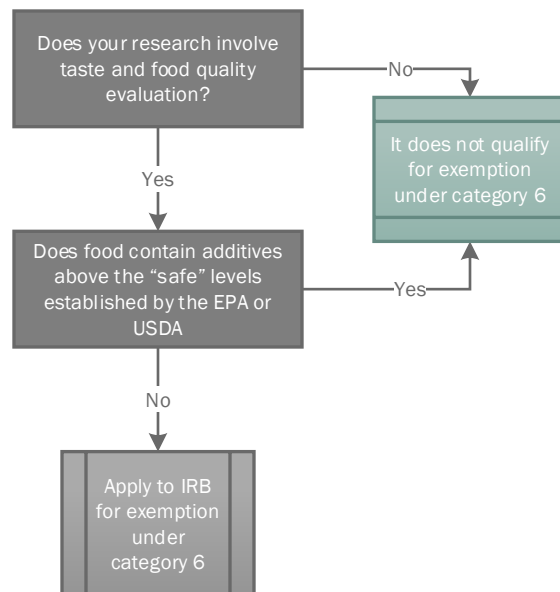 Does your research involve
taste and food quality
evaluation?
No
It does not qualify
for exemption
under category 6
Yes
Does food contain additives
above the “safe” levels
established by the EPA or
USDA
Yes
No
Apply to IRB
for exemption
under
category 6